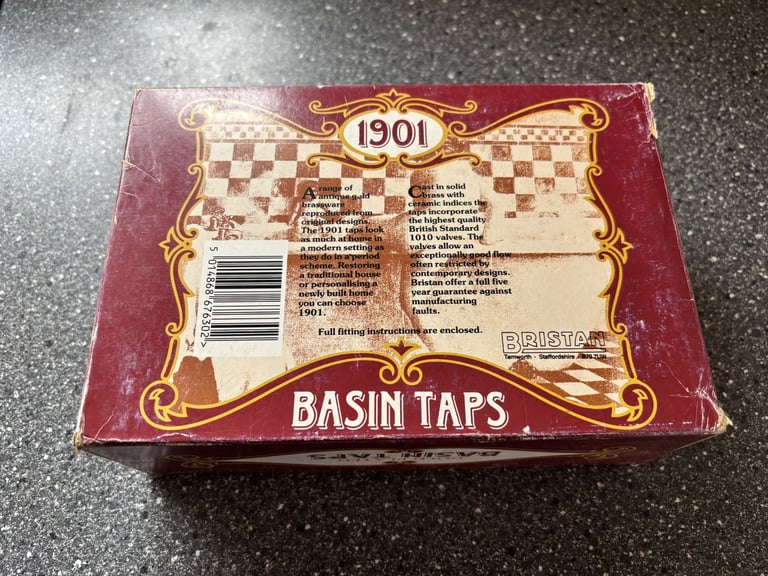 1901
A range of
antique gold
brassware
reproduced from
original designs.
The 1901 taps look
as much at home in
a modern setting as
they do in a period
scheme. Restoring
a traditional house
or personalising a
newly built home
you can choose
1901.
Cast in solid
brass with
ceramic indices the
taps incorporate
the highest quality
British Standard
1010 valves. The
valves allow an
exceptionally good flow
often restricted by
contemporary designs.
Bristan offer a full five
year guarantee against
manufacturing
faults.
5 014868 676302 >
Full fitting instructions are enclosed.
BRISTAN
Tamworth · Staffordshire ·
BASIN TAPS
BASIN TAPS